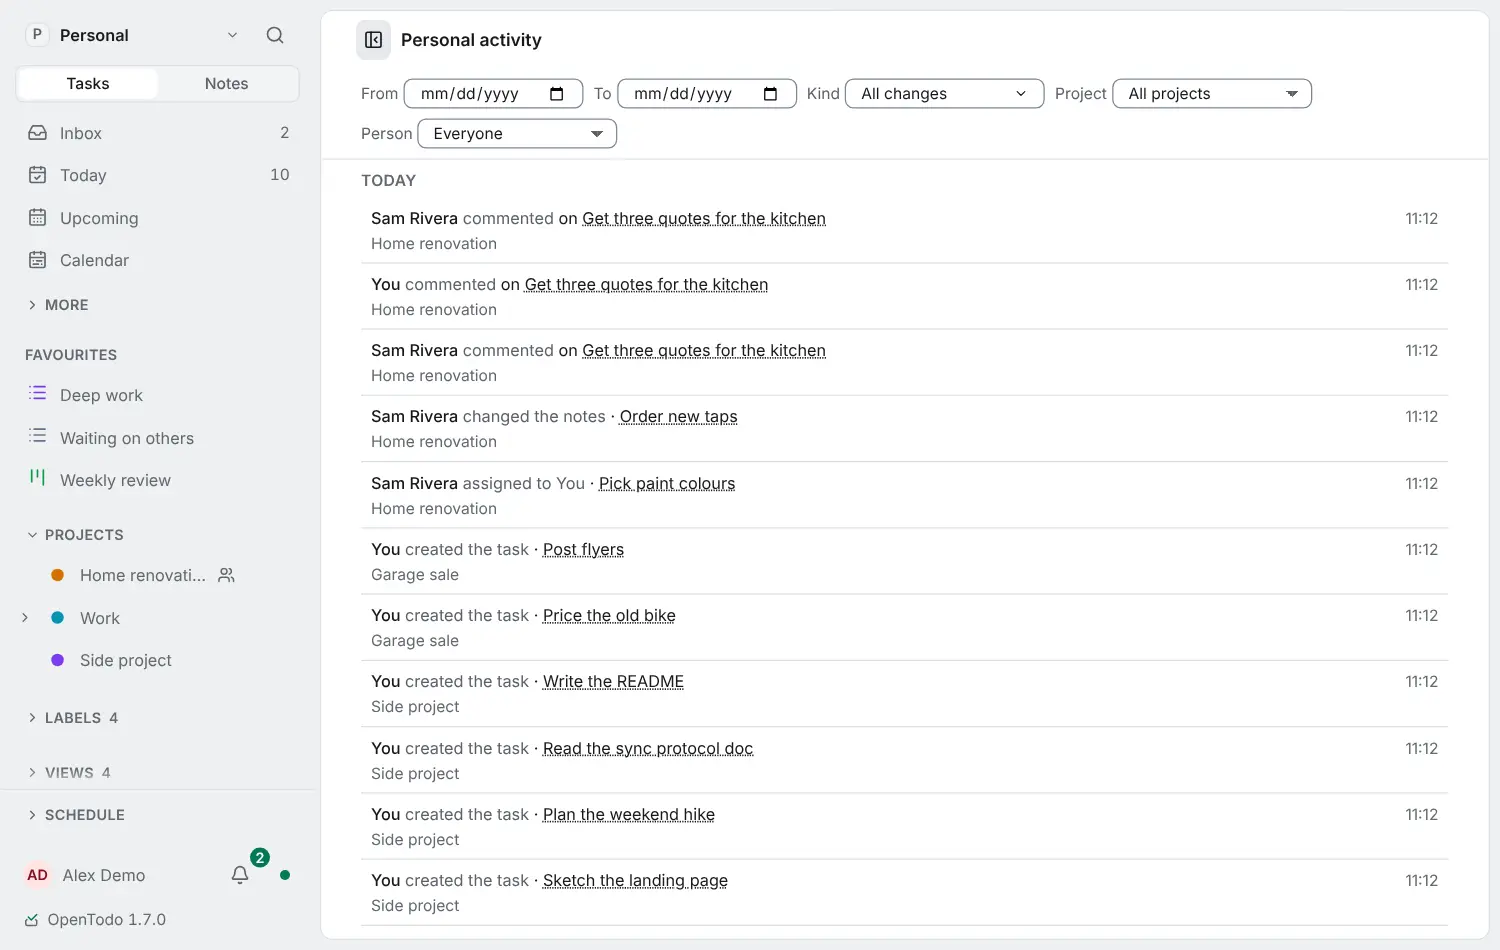 P Personal
Tasks Notes
Inbox 2
Today 10
Upcoming
Calendar
MORE
FAVOURITES
Deep work
Waiting on others
Weekly review
PROJECTS
Home renovati...
Work
Side project
LABELS 4
VIEWS 4
SCHEDULE
2
AD Alex Demo
OpenTodo 1.7.0
Personal activity
From mm/dd/yyyy To mm/dd/yyyy Kind All changes Project All projects
Person Everyone
TODAY
Sam Rivera commented on Get three quotes for the kitchen 11:12
Home renovation
You commented on Get three quotes for the kitchen 11:12
Home renovation
Sam Rivera commented on Get three quotes for the kitchen 11:12
Home renovation
Sam Rivera changed the notes · Order new taps 11:12
Home renovation
Sam Rivera assigned to You · Pick paint colours 11:12
Home renovation
You created the task · Post flyers 11:12
Garage sale
You created the task · Price the old bike 11:12
Garage sale
You created the task · Write the README 11:12
Side project
You created the task · Read the sync protocol doc 11:12
Side project
You created the task · Plan the weekend hike 11:12
Side project
You created the task · Sketch the landing page 11:12
Side project